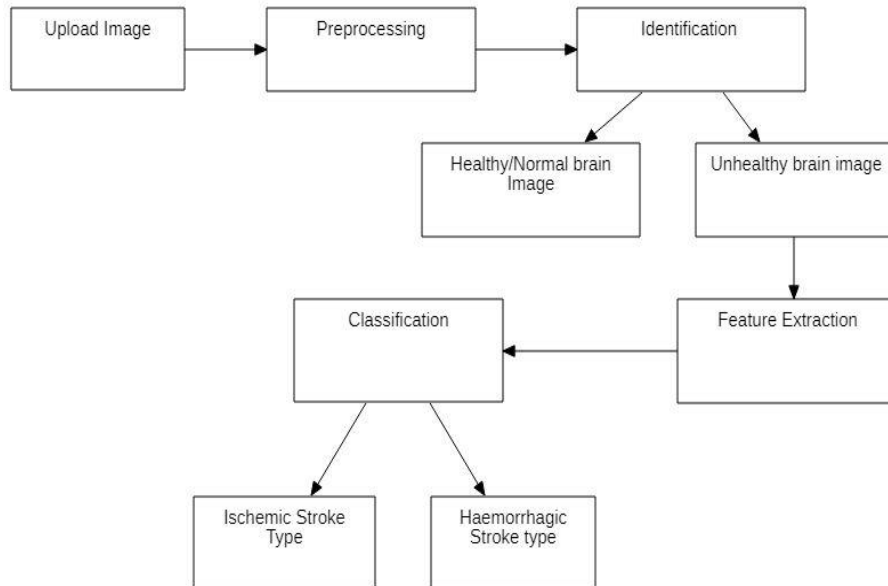 Upload Image
Preprocessing
Identification
Healthy/Normal brain
Image
Unhealthy brain image
Classification
Feature Extraction
Ischemic Stroke
Type
Haemorrhagic
Stroke type